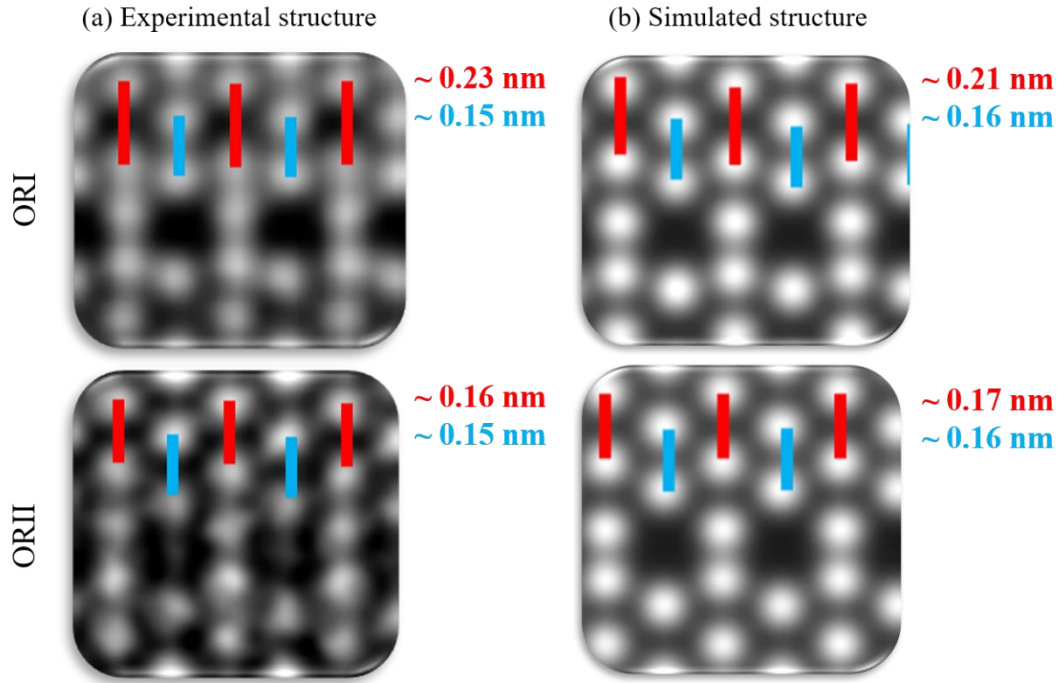 (a) Experimental structure
(b) Simulated structure
ORI
~ 0.23 nm
~ 0.15 nm
~ 0.21 nm
~ 0.16 nm
ORII
~ 0.16 nm
~ 0.15 nm
~ 0.17 nm
~ 0.16 nm